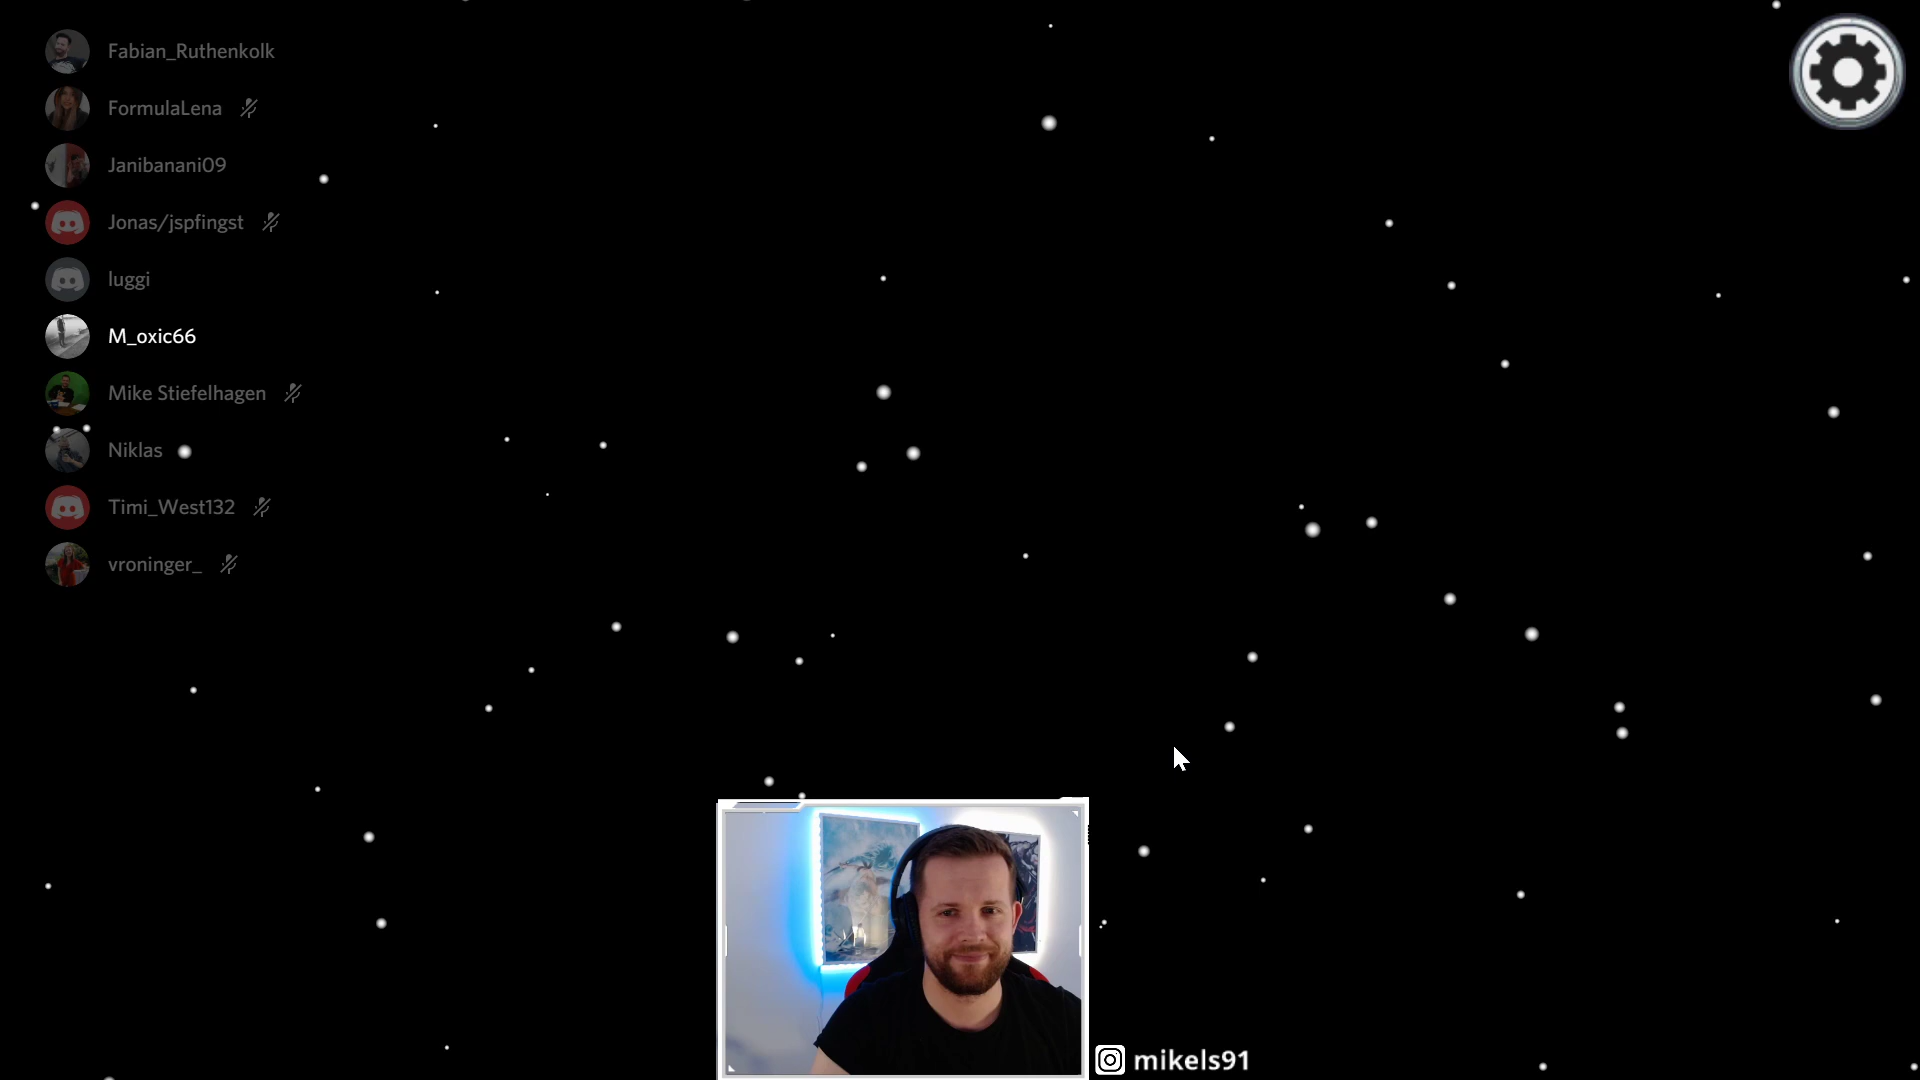 Fabian_Ruthenkolk
FormulaLena
Janibanani09
Jonas/jspfingst
luggi
M_oxic66
Mike Stiefelhagen
Niklas
Timi_West132
vroninger_
mikels91